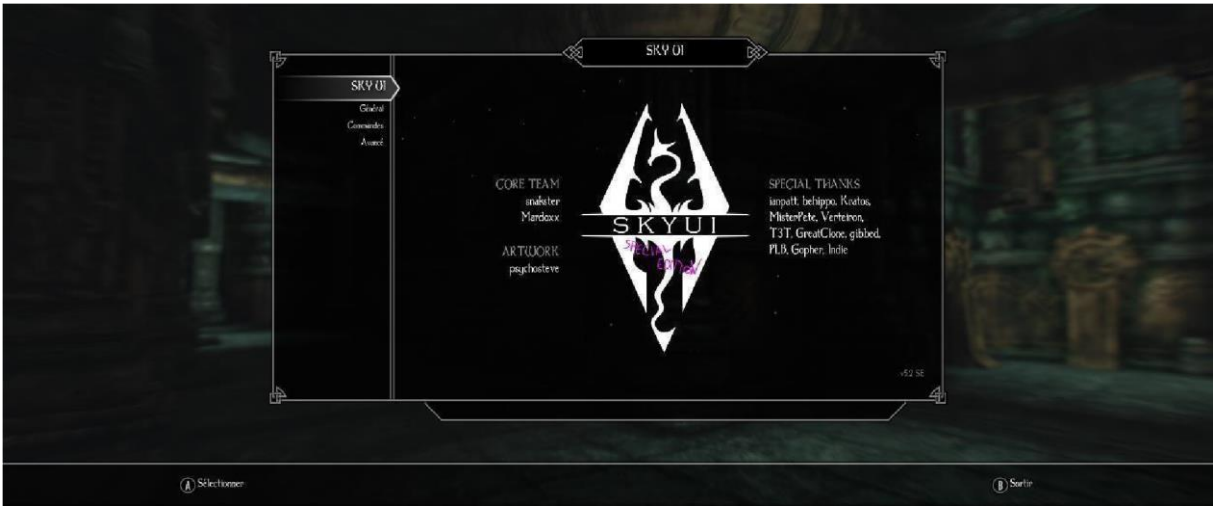 SKY UI
SKY UI
Général
Commandes
Avancé
CORE TEAM
snakster
Mardoxx
ARTWORK
psychosteve
SKYUI
SPECIAL
EDITION
SPECIAL THANKS
ianpatt, behippo, Kratos,
MisterPete, Verteiron,
T3T, GreatClone, gibbed,
PLB, Gopher, Indie
v5.2 SE
A Sélectionner
B Sortir